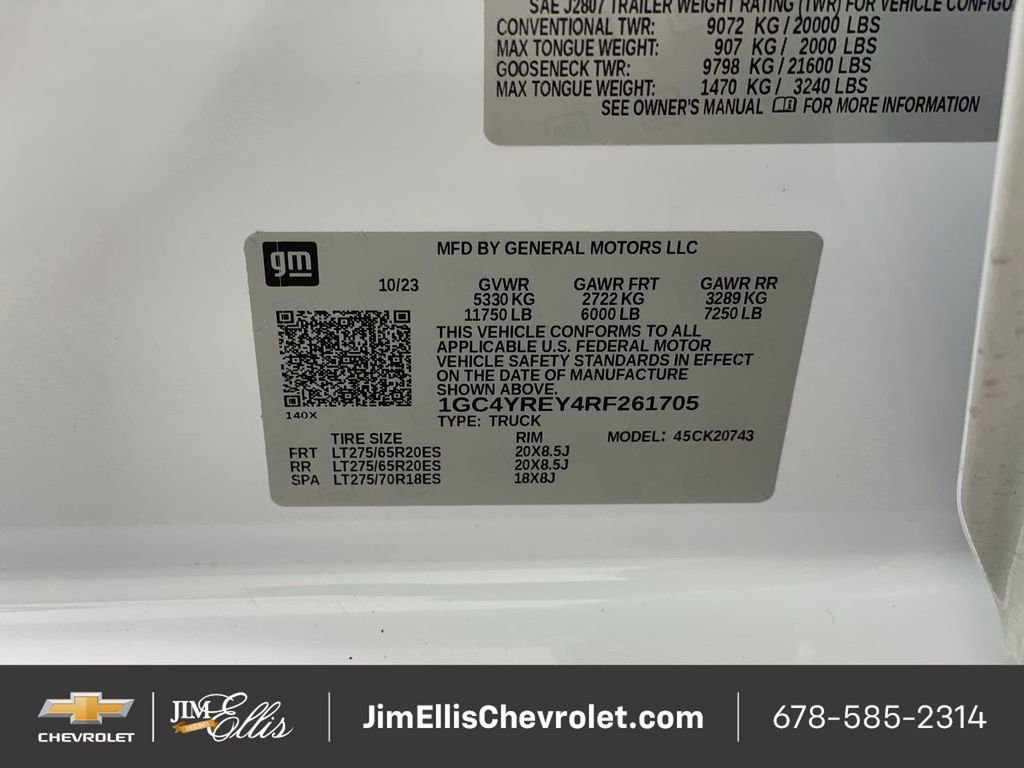 SAE J2807 TRAILER WEIGHT RATING (TWR) FOR VEHICLE
CONVENTIONAL TWR: 9072 KG / 20000 LBS
MAX TONGUE WEIGHT: 907 KG / 2000 LBS
GOOSENECK TWR: 9798 KG / 21600 LBS
MAX TONGUE WEIGHT: 1470 KG / 3240 LBS
SEE OWNER'S MANUAL FOR MORE INFORMATION
gm
MFD BY GENERAL MOTORS LLC
10/23 GVWR GAWR FRT GAWR RR
5330 KG 2722 KG 3289 KG
11750 LB 6000 LB 7250 LB
THIS VEHICLE CONFORMS TO ALL
APPLICABLE U.S. FEDERAL MOTOR
VEHICLE SAFETY STANDARDS IN EFFECT
ON THE DATE OF MANUFACTURE
SHOWN ABOVE.
1GC4YREY4RF261705
140X
TYPE: TRUCK
TIRE SIZE RIM MODEL: 45CK20743
FRT LT275/65R20ES 20X8.5J
RR LT275/65R20ES 20X8.5J
SPA LT275/70R18ES 18X8J
CHEVROLET
JIM Ellis
JimEllisChevrolet.com
678-585-2314